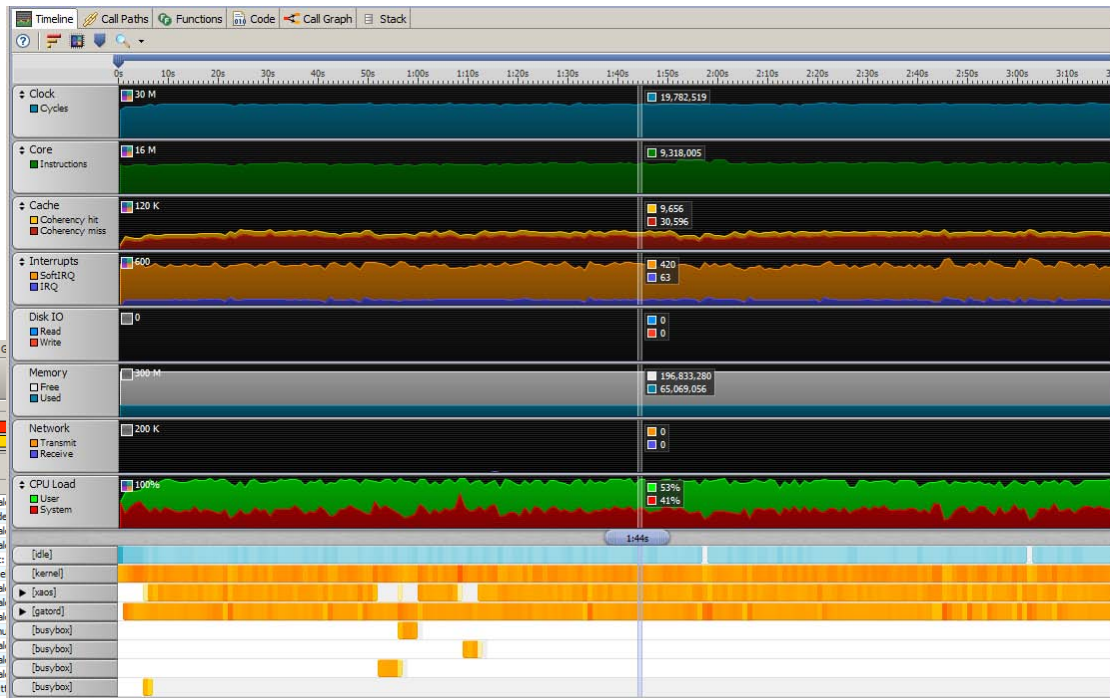 Timeline Call Paths Functions Code Call Graph Stack
0s 10s 20s 30s 40s 50s 1:00s 1:10s 1:20s 1:30s 1:40s 1:50s 2:00s 2:10s 2:20s 2:30s 2:40s 2:50s 3:00s 3:10s
Clock
Cycles
30 M
19,782,519
Core
Instructions
16 M
9,318,005
Cache
Coherency hit
Coherency miss
120 K
9,656
30,596
Interrupts
SoftIRQ
IRQ
600
420
63
Disk IO
Read
Write
0
0
0
Memory
Free
Used
300 M
196,833,280
65,069,056
Network
Transmit
Receive
200 K
0
0
CPU Load
User
System
100%
53%
41%
1:44s
[idle]
[kernel]
[xaos]
[gatord]
[busybox]
[busybox]
[busybox]
[busybox]